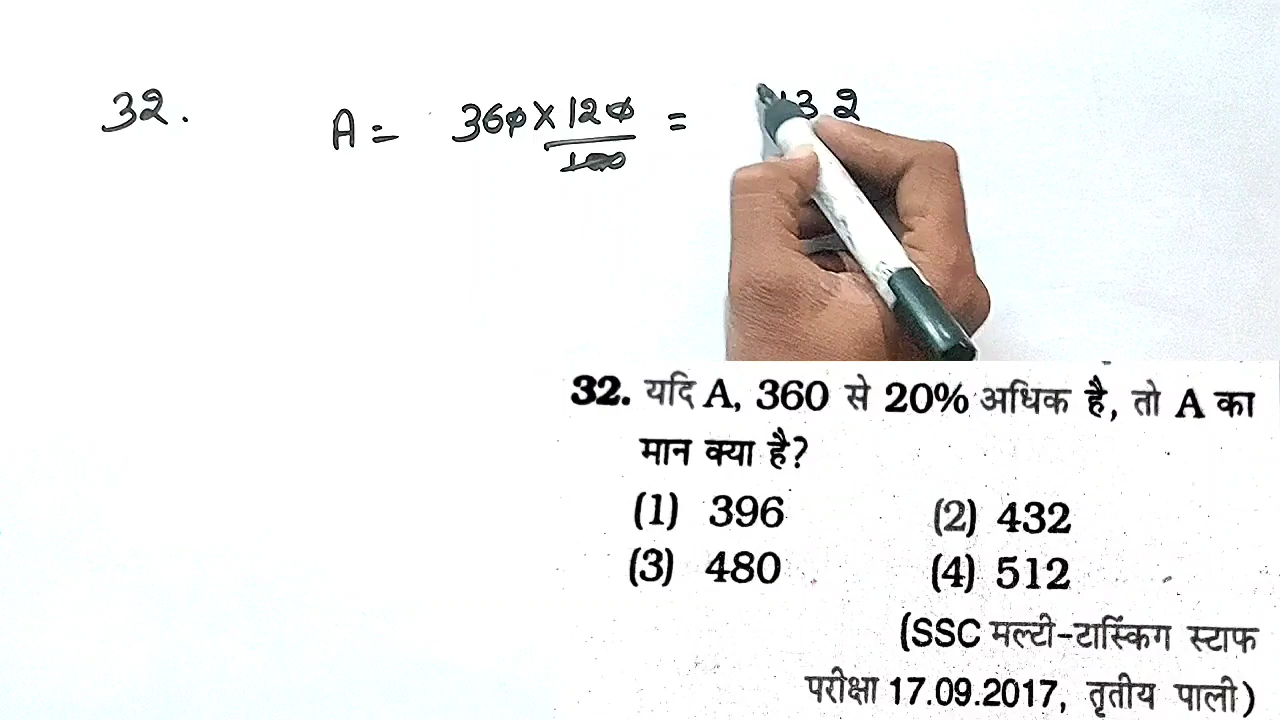 32. A = 360 × 120 = 432
100
32. यदि A, 360 से 20% अधिक है, तो A का
मान क्या है?
(1) 396 (2) 432
(3) 480 (4) 512
(SSC मल्टी-टास्किंग स्टाफ
परीक्षा 17.09.2017, तृतीय पाली)